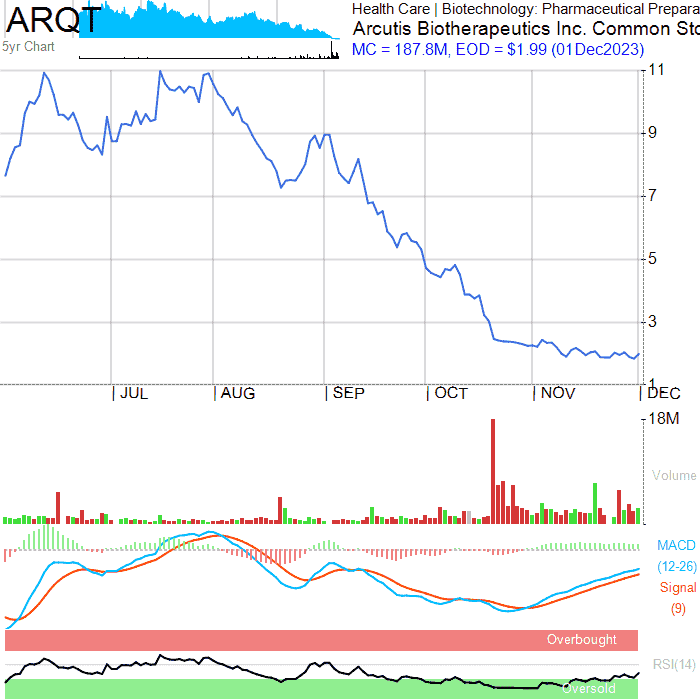 ARQT
5yr Chart
Health Care | Biotechnology: Pharmaceutical Prepara
Arcutis Biotherapeutics Inc. Common Sto
MC = 187.8M, EOD = $1.99 (01Dec2023)
11
9
7
5
3
1
JUL
AUG
SEP
OCT
NOV
DEC
18M
Volume
MACD
(12-26)
Signal
(9)
Overbought
RSI(14)
Oversold